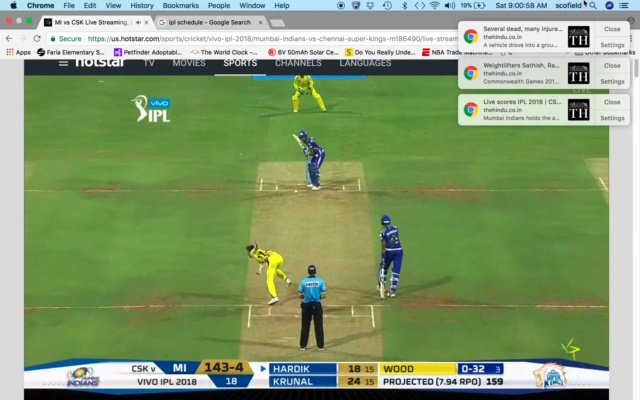 Chrome File Edit View History Bookmarks People Window Help 19% Sat 9:00:58 AM scofield
MI vs CSK Live Streaming, ipl schedule - Google Search
Secure https://us.hotstar.com/sports/cricket/vivo-ipl-2018/mumbai-indians-vs-chennai-super-kings-m186490/live-stream
Apps Faria Elementary S... Petfinder Adoptabl... The World Clock -... 6V 50mAh Solar Ce... Do You Really Unde... NBA Trade
Other Bookmarks
hotstar TV MOVIES SPORTS CHANNELS LANGUAGES
Several dead, many injure...
thehindu.co.in
A vehicle drove into a grou...
TH
Close
Settings
Weightlifters Sathish, Ra...
thehindu.co.in
Commonwealth Games 201...
TH
Close
Settings
Live scores IPL 2018 | CS...
thehindu.co.in
Mumbai Indians holds the a...
TH
Close
Settings
VIVO
IPL
CSK v MI 143-4 HARDIK 18 15 WOOD 0-32 3
VIVO IPL 2018 18 KRUNAL 24 15 PROJECTED (7.94 RPO) 159
INDIANS
SUPER
KINGS